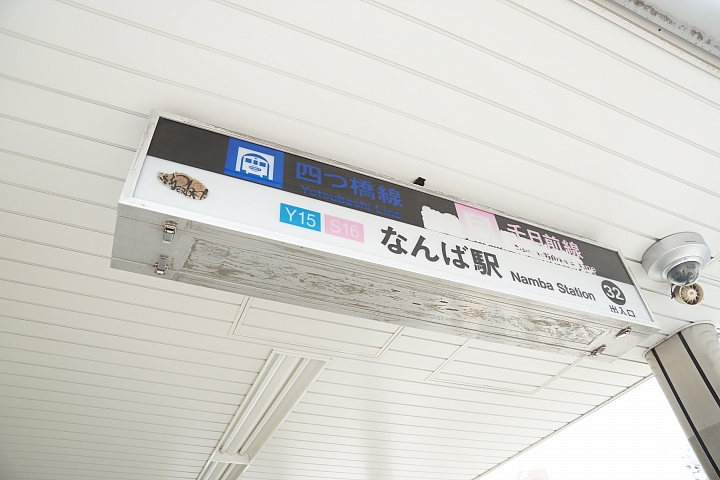 四つ橋線
Yotsubashi Line
千日前線
Y15 S16
なんば駅 Namba Station
32
出入口